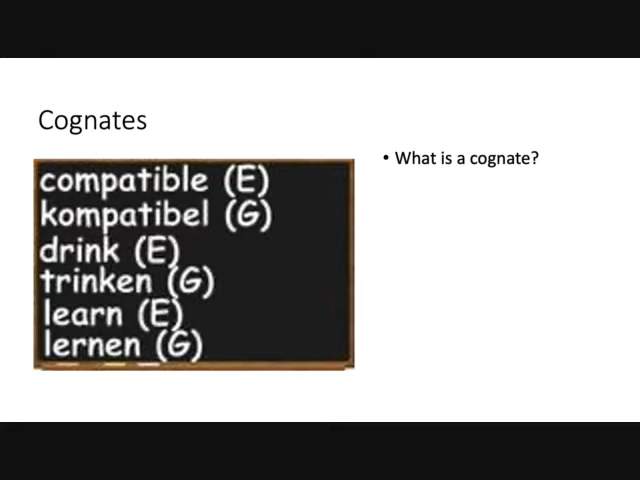 Cognates
compatible (E)
kompatibel (G)
drink (E)
trinken (G)
learn (E)
lernen (G)
• What is a cognate?